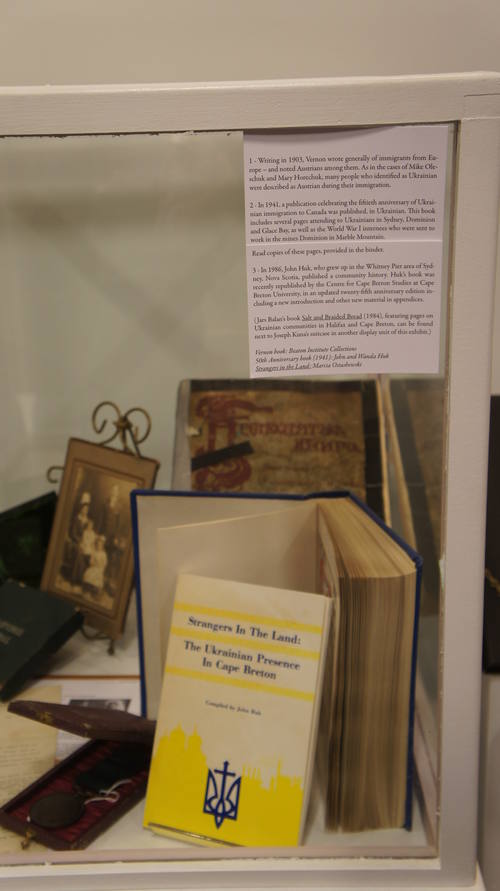 1 - Writing in 1903, Vernon wrote generally of immigrants from Eu-
rope – and noted Austrians among them. As in the cases of Mike Ole-
schuk and Mary Horechuk, many people who identified as Ukrainian
were described as Austrian during their immigration.
2 - In 1941, a publication celebrating the fiftieth anniversary of Ukrai-
nian immigration to Canada was published, in Ukrainian. This book
includes several pages attending to Ukrainians in Sydney, Dominion
and Glace Bay, as well as the World War I internees who were sent to
work in the mines Dominion in Marble Mountain.
Read copies of these pages, provided in the binder.
3 - In 1986, John Huk, who grew up in the Whitney Pier area of Syd-
ney, Nova Scotia, published a community history. Huk's book was
recently republished by the Centre for Cape Breton Studies at Cape
Breton University, in an updated twenty-fifth anniversary edition in-
cluding a new introduction and other new material in appendices.
(Jars Balan's book Salt and Braided Bread (1984), featuring pages on
Ukrainian communities in Halifax and Cape Breton, can be found
next to Joseph Kuna's suitcase in another display unit of this exhibit.)
Vernon book: Beaton Institute Collections
50th Anniversary book (1941): John and Wanda Huk
Strangers in the Land: Marcia Ostashewski
Strangers In The Land:
The Ukrainian Presence
In Cape Breton
Compiled by John Huk